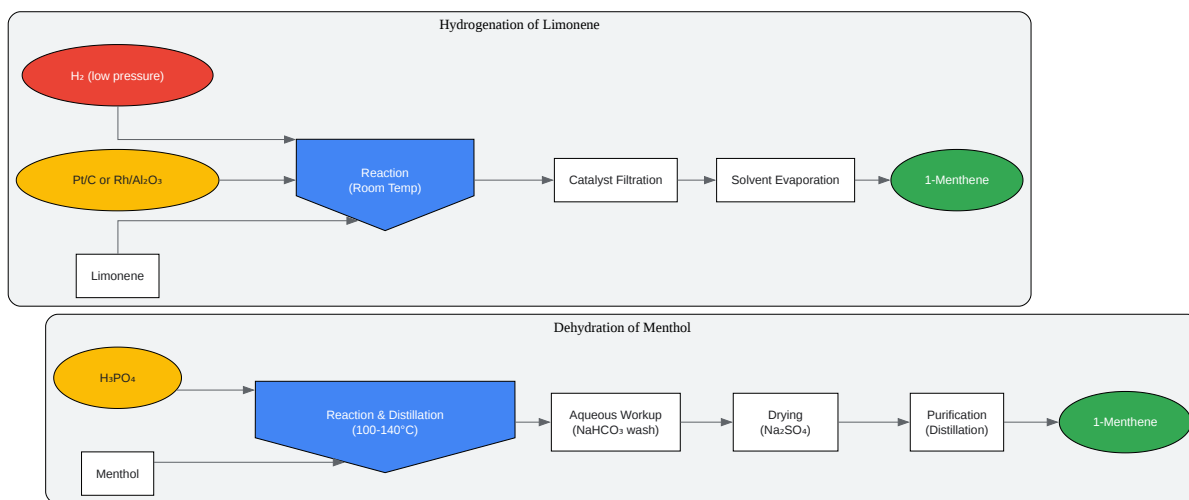 Hydrogenation of Limonene
H₂ (low pressure)
Pt/C or Rh/Al₂O₃
Limonene
Reaction
(Room Temp)
Catalyst Filtration
Solvent Evaporation
1-Menthene
Dehydration of Menthol
H₃PO₄
Menthol
Reaction & Distillation
(100-140°C)
Aqueous Workup
(NaHCO₃ wash)
Drying
(Na₂SO₄)
Purification
(Distillation)
1-Menthene